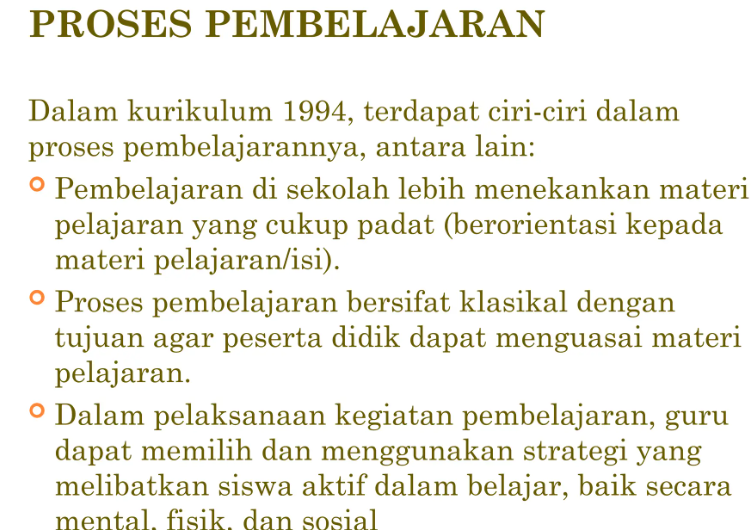 PROSES PEMBELAJARAN
Dalam kurikulum 1994, terdapat ciri-ciri dalam
proses pembelajarannya, antara lain:
Pembelajaran di sekolah lebih menekankan materi
pelajaran yang cukup padat (berorientasi kepada
materi pelajaran/isi).
Proses pembelajaran bersifat klasikal dengan
tujuan agar peserta didik dapat menguasai materi
pelajaran.
Dalam pelaksanaan kegiatan pembelajaran, guru
dapat memilih dan menggunakan strategi yang
melibatkan siswa aktif dalam belajar, baik secara
mental, fisik, dan sosial